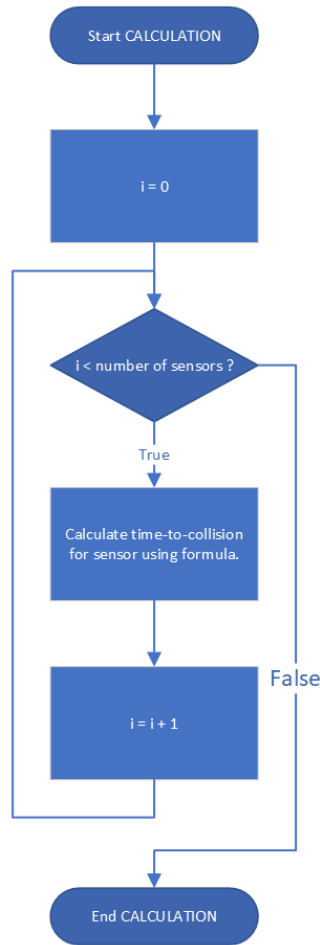 Start CALCULATION
i = 0
i < number of sensors ?
True
Calculate time-to-collision
for sensor using formula.
i = i + 1
False
End CALCULATION